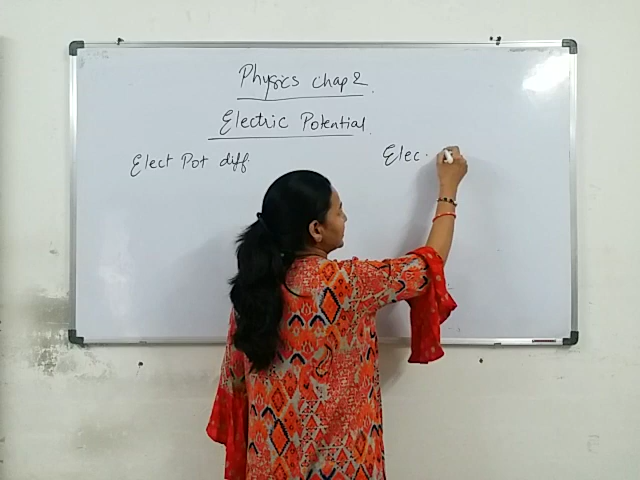 Physics Chap 2.
Electric Potential.
Elect Pot diff.
Elec.